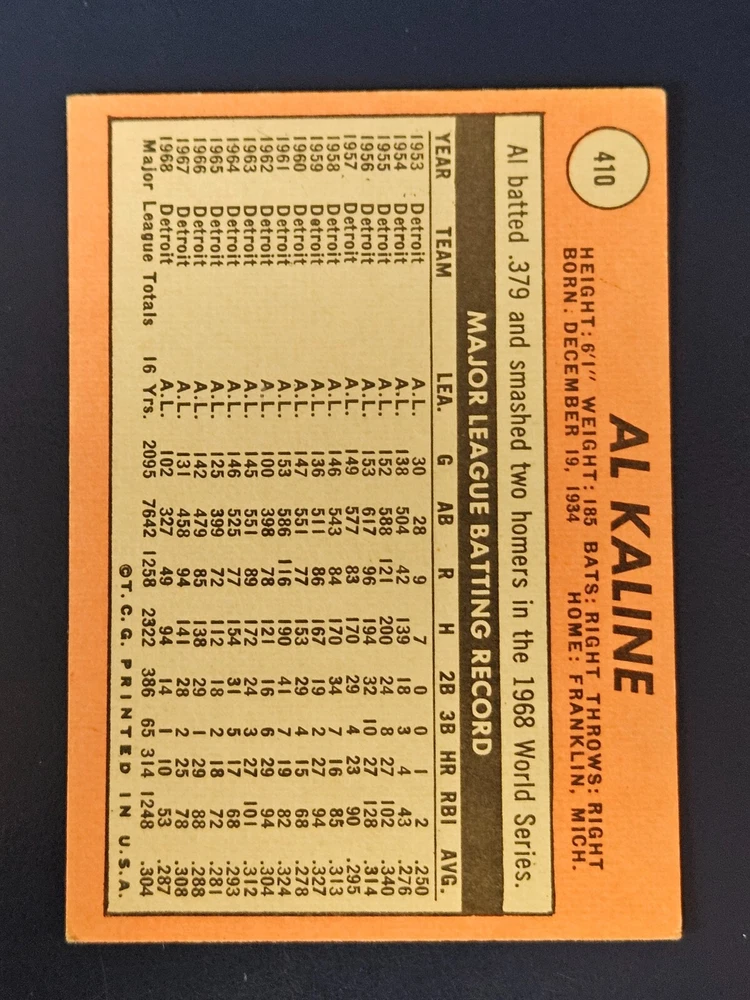 410
AL KALINE
HEIGHT: 6'1" WEIGHT: 185 BATS: RIGHT THROWS: RIGHT
BORN: DECEMBER 19, 1934 HOME: FRANKLIN, MICH.
Al batted .379 and smashed two homers in the 1968 World Series.
MAJOR LEAGUE BATTING RECORD
YEAR TEAM LEA. G AB R H 2B 3B HR RBI AVG.
1953 Detroit A.L. 30 28 9 7 0 0 1 2 .250
1954 Detroit A.L. 138 504 42 139 18 3 4 43 .276
1955 Detroit A.L. 152 588 121 200 24 8 27 102 .340
1956 Detroit A.L. 153 617 96 194 32 10 27 128 .314
1957 Detroit A.L. 149 577 83 170 29 4 23 90 .295
1958 Detroit A.L. 146 543 84 170 34 7 16 85 .313
1959 Detroit A.L. 136 511 86 167 19 2 27 94 .327
1960 Detroit A.L. 147 551 77 153 29 4 15 68 .278
1961 Detroit A.L. 153 586 116 190 41 7 19 82 .324
1962 Detroit A.L. 100 398 78 121 16 6 29 94 .304
1963 Detroit A.L. 145 551 89 172 24 3 27 101 .312
1964 Detroit A.L. 146 525 77 154 31 5 17 68 .293
1965 Detroit A.L. 125 399 72 112 18 2 18 72 .281
1966 Detroit A.L. 142 479 85 138 29 1 29 88 .288
1967 Detroit A.L. 131 458 94 141 28 2 25 78 .308
1968 Detroit A.L. 102 327 49 94 14 1 10 53 .287
Major League Totals 16 Yrs. 2095 7642 1258 2322 386 65 314 1248 .304
©T.C.G. PRINTED IN U.S.A.